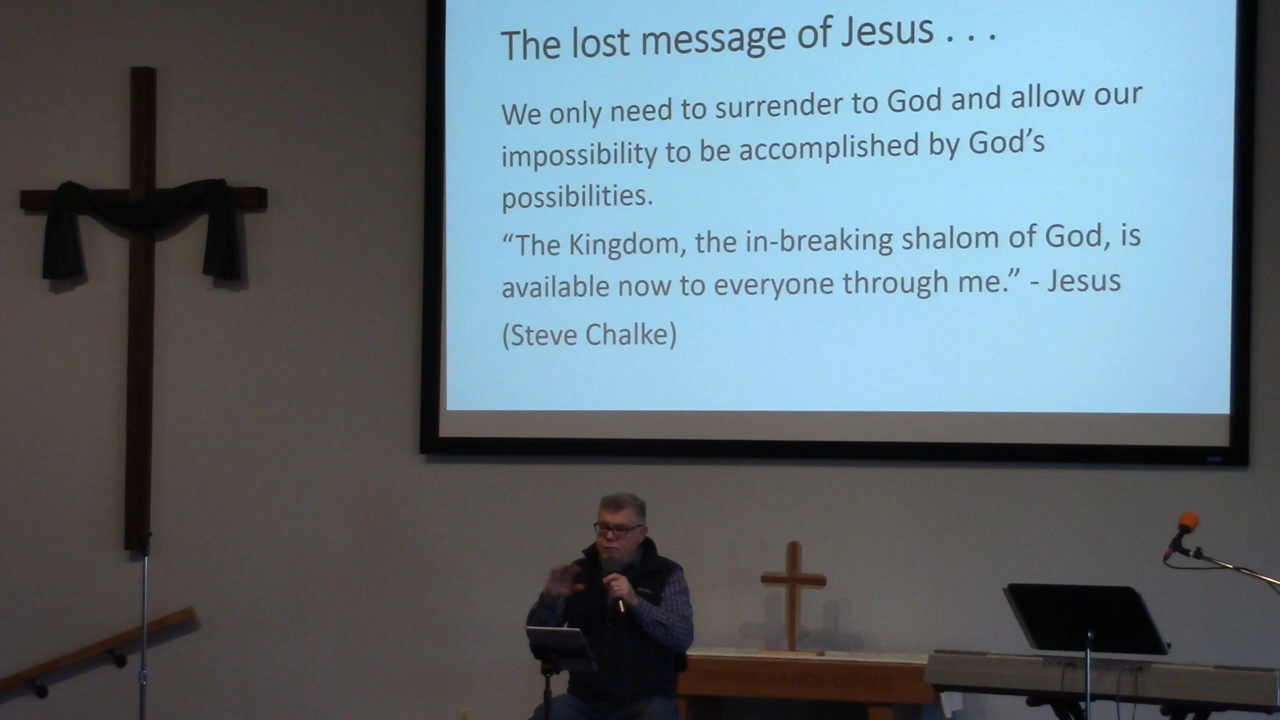 The lost message of Jesus . . .
We only need to surrender to God and allow our
impossibility to be accomplished by God’s
possibilities.
“The Kingdom, the in-breaking shalom of God, is
available now to everyone through me.” - Jesus
(Steve Chalke)